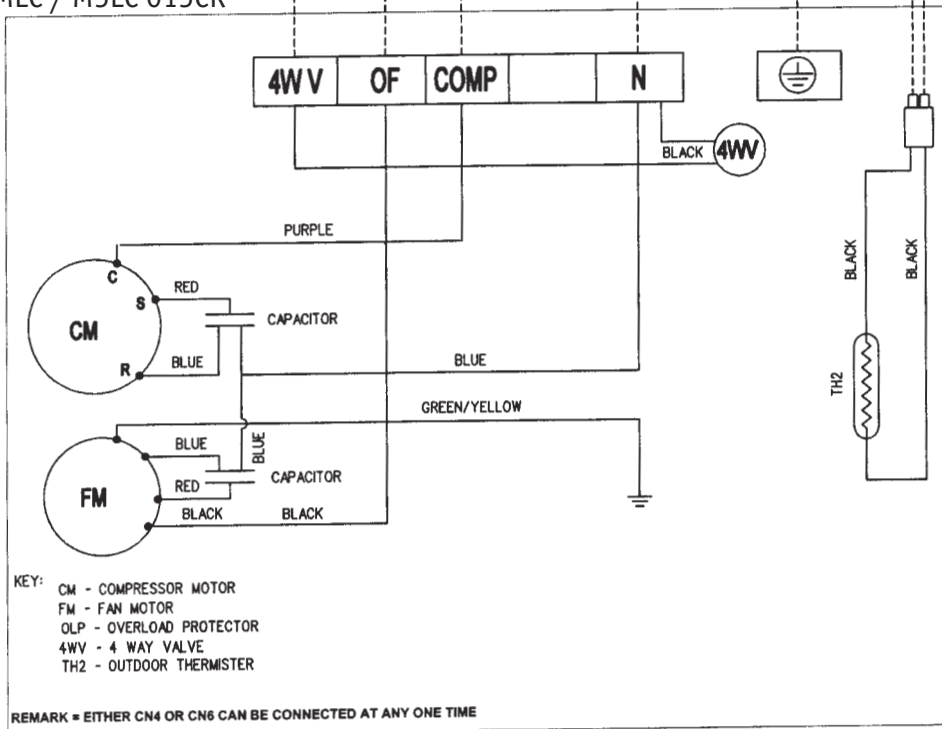 4WV OF COMP N
BLACK 4WV
PURPLE
C
RED
S
CAPACITOR
CM
R
BLUE
BLUE
BLACK
BLACK
TH2
GREEN/YELLOW
BLUE
BLUE
CAPACITOR
RED
FM
BLACK BLACK
KEY:
CM - COMPRESSOR MOTOR
FM - FAN MOTOR
OLP - OVERLOAD PROTECTOR
4WV - 4 WAY VALVE
TH2 - OUTDOOR THERMISTER
REMARK = EITHER CN4 OR CN6 CAN BE CONNECTED AT ANY ONE TIME